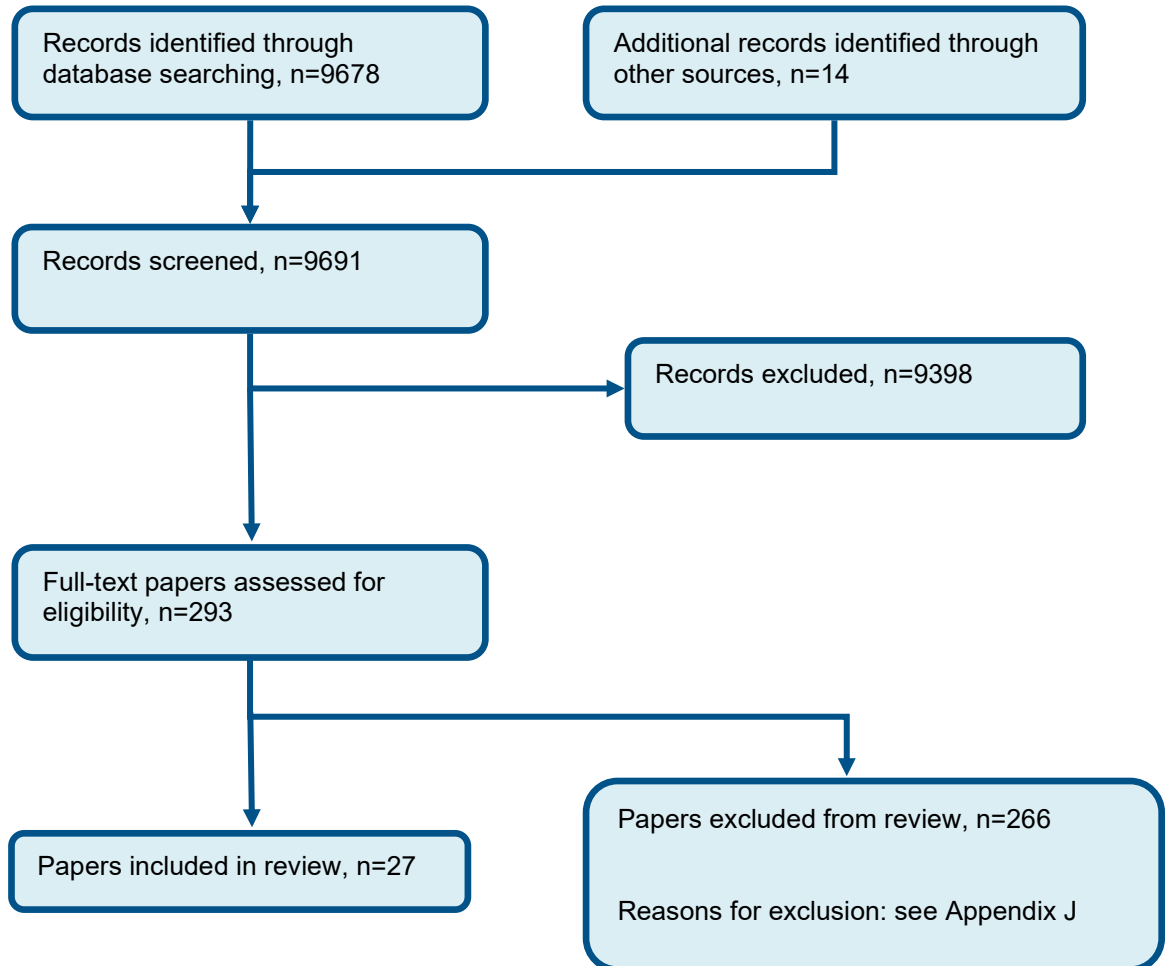 Records identified through
database searching, n=9678
Additional records identified through
other sources, n=14
Records screened, n=9691
Records excluded, n=9398
Full-text papers assessed for
eligibility, n=293
Papers included in review, n=27
Papers excluded from review, n=266
Reasons for exclusion: see Appendix J